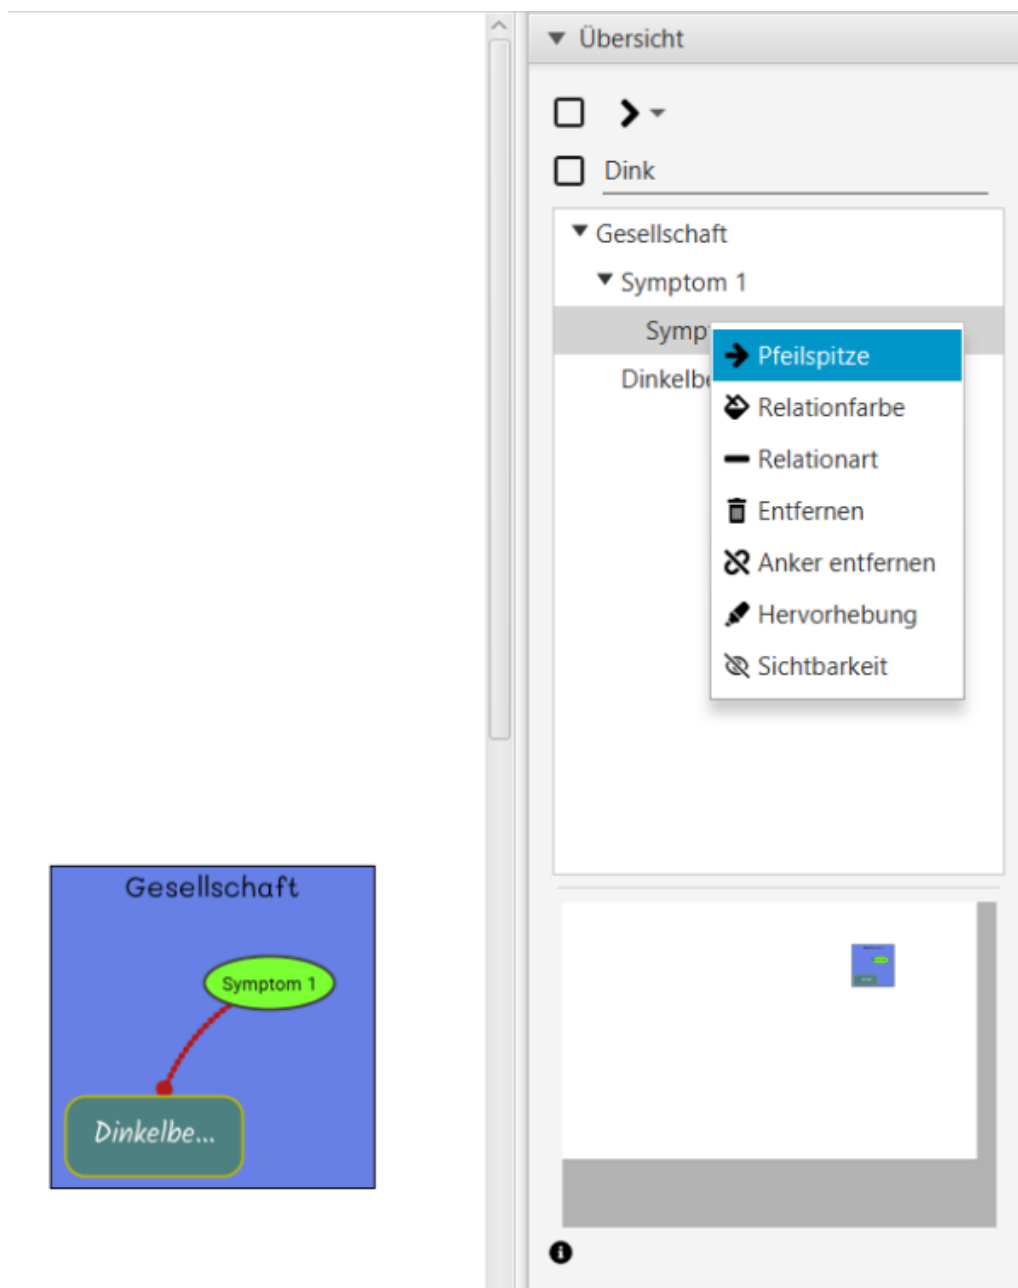 Übersicht
Dink
Gesellschaft
Symptom 1
Symp
Dinkelbe
Pfeilspitze
Relationfarbe
Relationart
Entfernen
Anker entfernen
Hervorhebung
Sichtbarkeit
Gesellschaft
Symptom 1
Dinkelbe...